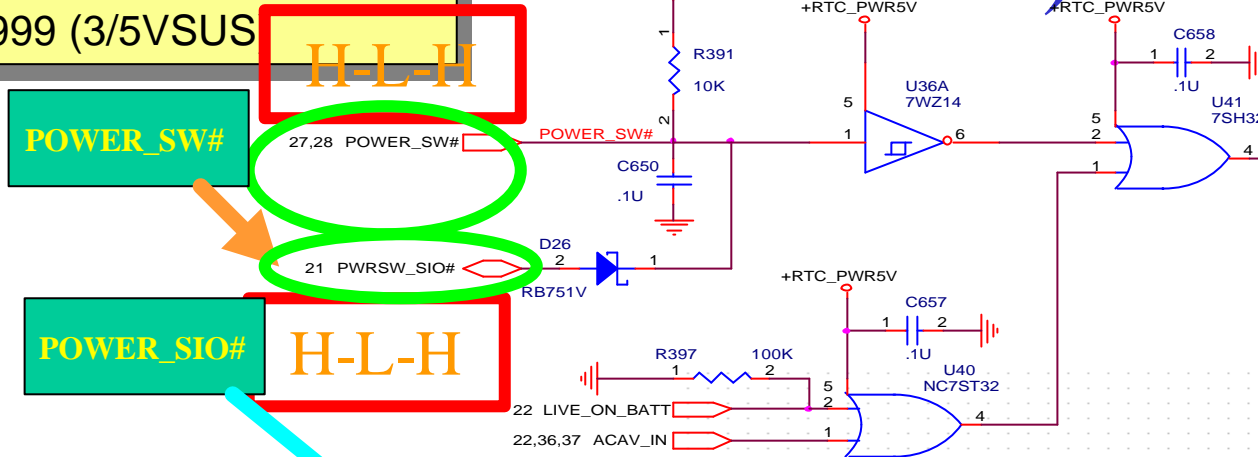 999 (3/5VSUS
H-L-H
POWER_SW#
27,28 POWER_SW#
POWER_SW#
1
R391
10K
2
C650
.1U
+RTC_PWR5V
5
U36A
7WZ14
1
6
+RTC_PWR5V
C658
1
2
.1U
U41
7SH32
5
2
1
4
21 PWRSW_SIO#
D26
2
1
RB751V
POWER_SIO#
H-L-H
+RTC_PWR5V
C657
1
2
.1U
R397
100K
1
2
U40
NC7ST32
5
2
1
4
22 LIVE_ON_BATT
22,36,37 ACAV_IN